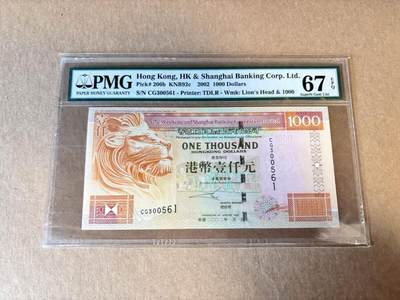 PMG
PAPER MONEY GUARANTY
Hong Kong, HK & Shanghai Banking Corp. Ltd.
Pick# 206b KNB92c 2002 1000 Dollars
S/N CG300561 - Printer: TDLR - Wmk: Lion's Head & 1000
67 EPQ
Superb Gem Unc
1000
ONE THOUSAND
HONGKONG DOLLARS
港幣壹仟元
CG300561
CG300561